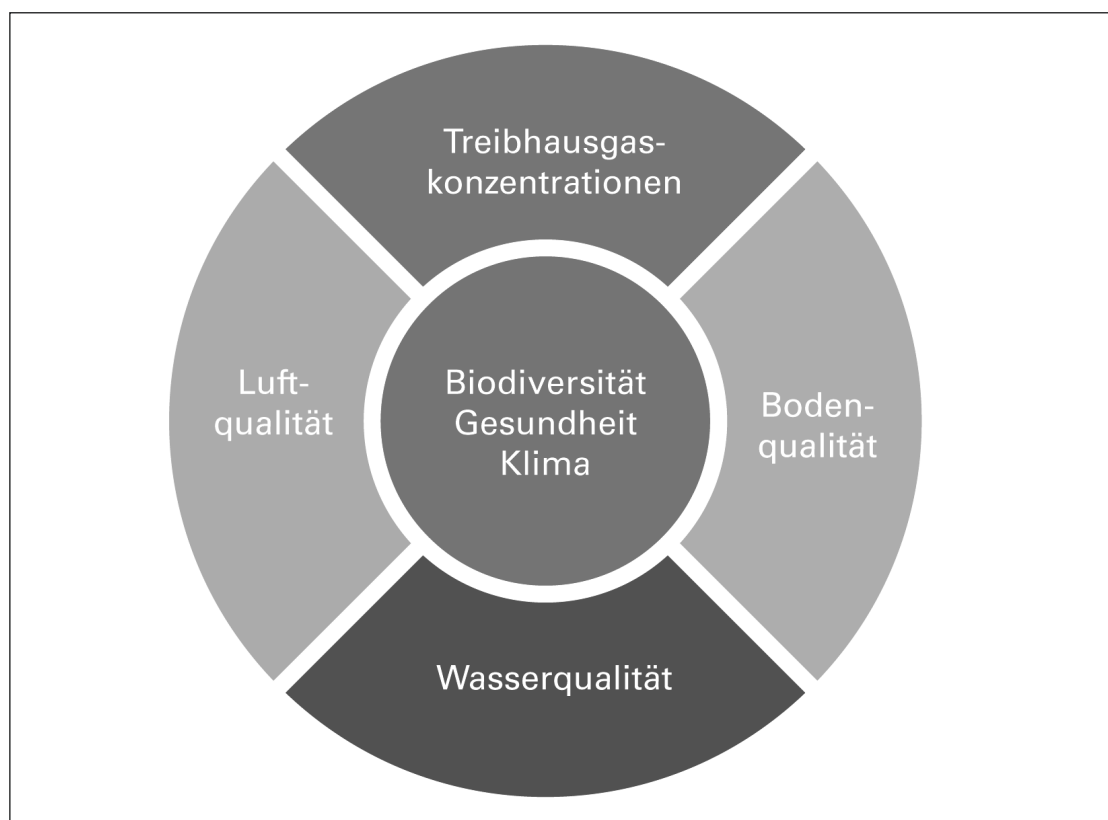 Treibhausgas-
konzentrationen
Luft-
qualität
Biodiversität
Gesundheit
Klima
Boden-
qualität
Wasserqualität